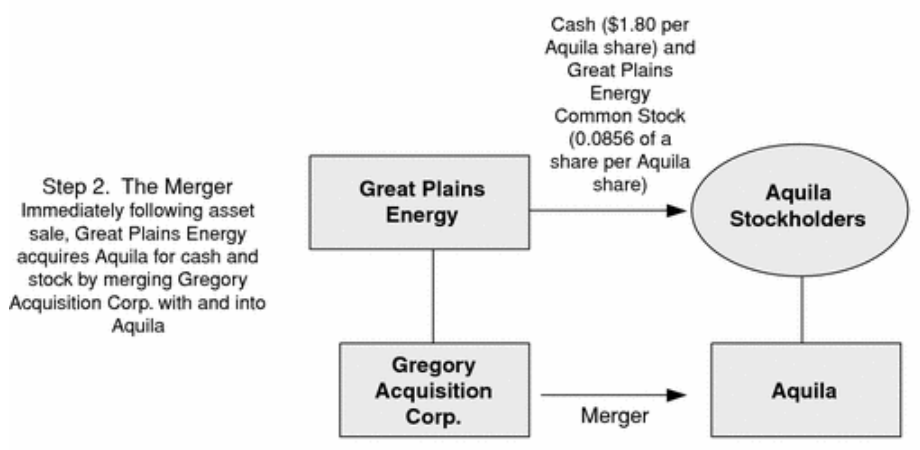 Cash ($1.80 per
Aquila share) and
Great Plains
Energy
Common Stock
(0.0856 of a
share per Aquila
share)
Step 2. The Merger
Immediately following asset
sale, Great Plains Energy
acquires Aquila for cash and
stock by merging Gregory
Acquisition Corp. with and into
Aquila
Great Plains
Energy
Aquila
Stockholders
Gregory
Acquisition
Corp.
Merger
Aquila